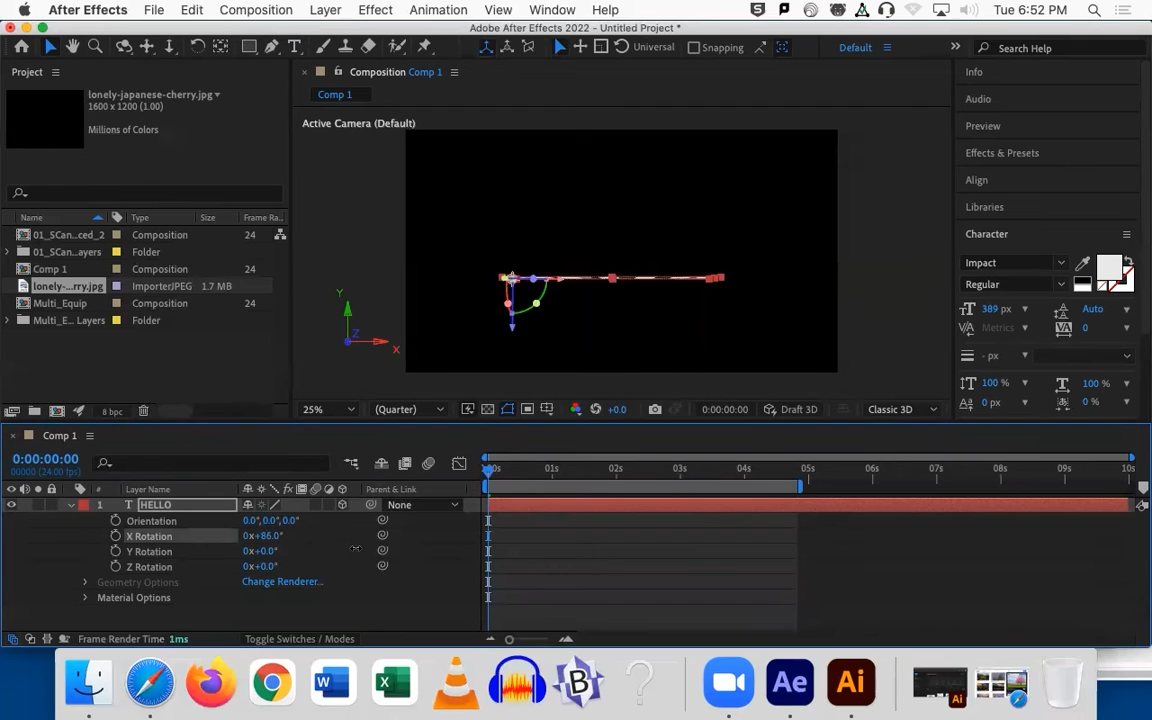 After Effects File Edit Composition Layer Effect Animation View Window Help Tue 6:52 PM
Adobe After Effects 2022 - Untitled Project *
Universal Snapping Default Search Help
Project
lonely-japanese-cherry.jpg
1600 x 1200 (1.00)
Millions of Colors
Name Type Size Frame Ra...
01_SCan...ced_2 Composition 24
01_SCan...ayers Folder
Comp 1 Composition 24
lonely-...rry.jpg ImporterJPEG 1.7 MB
Multi_Equip Composition 24
Multi_E... Layers Folder
8 bpc
Composition Comp 1
Comp 1
Active Camera (Default)
Y
Z
X
25% (Quarter) +0.0 0:00:00:00 Draft 3D Classic 3D
Info
Audio
Preview
Effects & Presets
Align
Libraries
Character
Impact
Regular
389 px Auto
Metrics 0
- px
100 % 100 %
0 px 0 %
Comp 1
0:00:00:00
00000 (24.00 fps)
:00s 01s 02s 03s 04s 05s 06s 07s 08s 09s 10s
# Layer Name Parent & Link
1 T HELLO None
Orientation 0.0°,0.0°,0.0°
X Rotation 0x+86.0°
Y Rotation 0x+0.0°
Z Rotation 0x+0.0°
Geometry Options Change Renderer...
Material Options
Frame Render Time 1ms Toggle Switches / Modes
W X B ? Ae Ai Ai